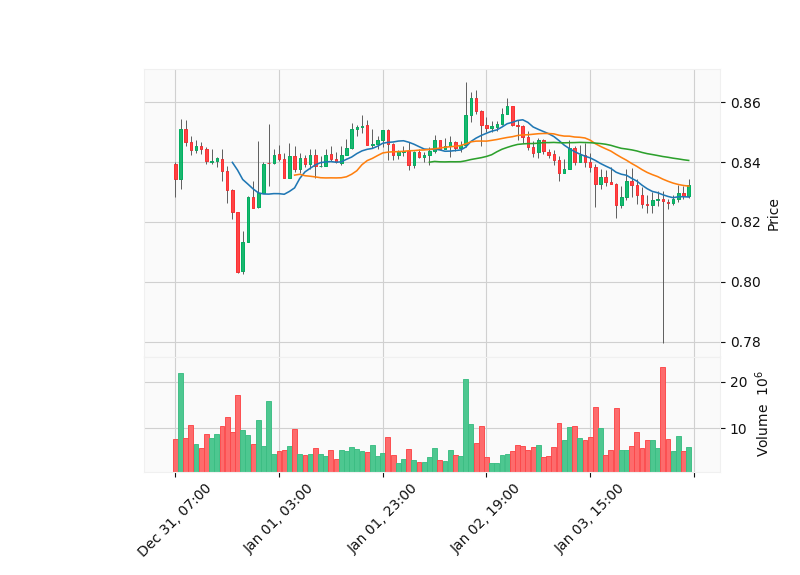 0.86
0.84
0.82
0.80
0.78
Price
20
10
Volume 10^6
Dec 31, 07:00
Jan 01, 03:00
Jan 01, 23:00
Jan 02, 19:00
Jan 03, 15:00